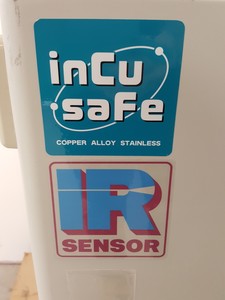 inCu
safe
COPPER ALLOY STAINLESS
IR
SENSOR